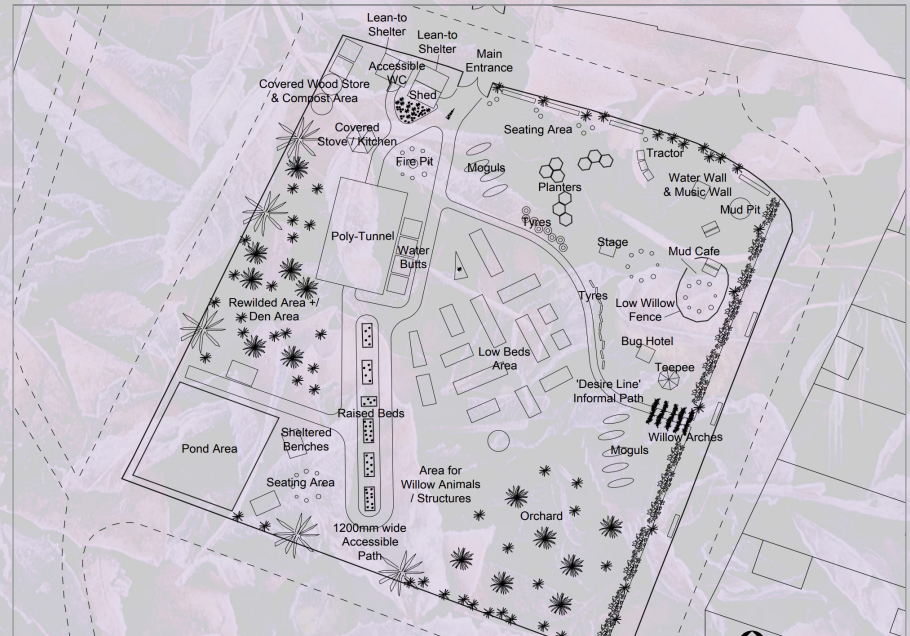 Lean-to
Shelter
Lean-to
Shelter
Main
Entrance
Accessible
WC
Covered Wood Store
& Compost Area
Shed
Covered
Stove / Kitchen
Seating Area
Fire Pit
Moguls
Tractor
Planters
Water Wall
& Music Wall
Mud Pit
Tyres
Poly-Tunnel
Water
Butts
Stage
Mud Cafe
Rewilded Area +/
Den Area
Tyres
Low Willow
Fence
Bug Hotel
Low Beds
Area
Teepee
'Desire Line'
Informal Path
Raised Beds
Willow Arches
Sheltered
Benches
Pond Area
Moguls
Seating Area
Area for
Willow Animals
/ Structures
Orchard
1200mm wide
Accessible
Path